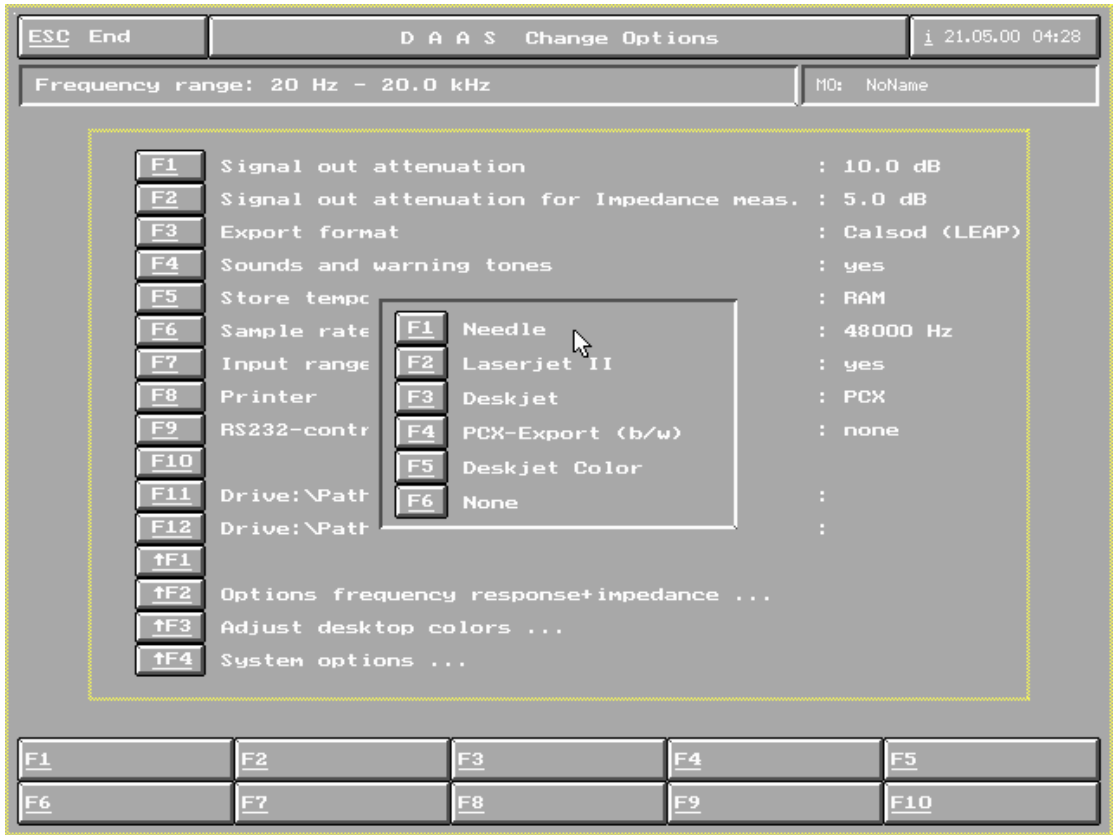 ESC End
D A A S Change Options
i 21.05.00 04:28
Frequency range: 20 Hz - 20.0 kHz
MO: NoName
F1 Signal out attenuation : 10.0 dB
F2 Signal out attenuation for Impedance meas. : 5.0 dB
F3 Export format : Calsod (LEAP)
F4 Sounds and warning tones : yes
F5 Store tempo : RAM
F6 Sample rate : 48000 Hz
F7 Input range : yes
F8 Printer : PCX
F9 RS232-contr : none
F10
F11 Drive:\Path :
F12 Drive:\Path :
↑F1
↑F2 Options frequency response+impedance ...
↑F3 Adjust desktop colors ...
↑F4 System options ...
F1 Needle
F2 Laserjet II
F3 Deskjet
F4 PCX-Export (b/w)
F5 Deskjet Color
F6 None
F1 F2 F3 F4 F5
F6 F7 F8 F9 F10